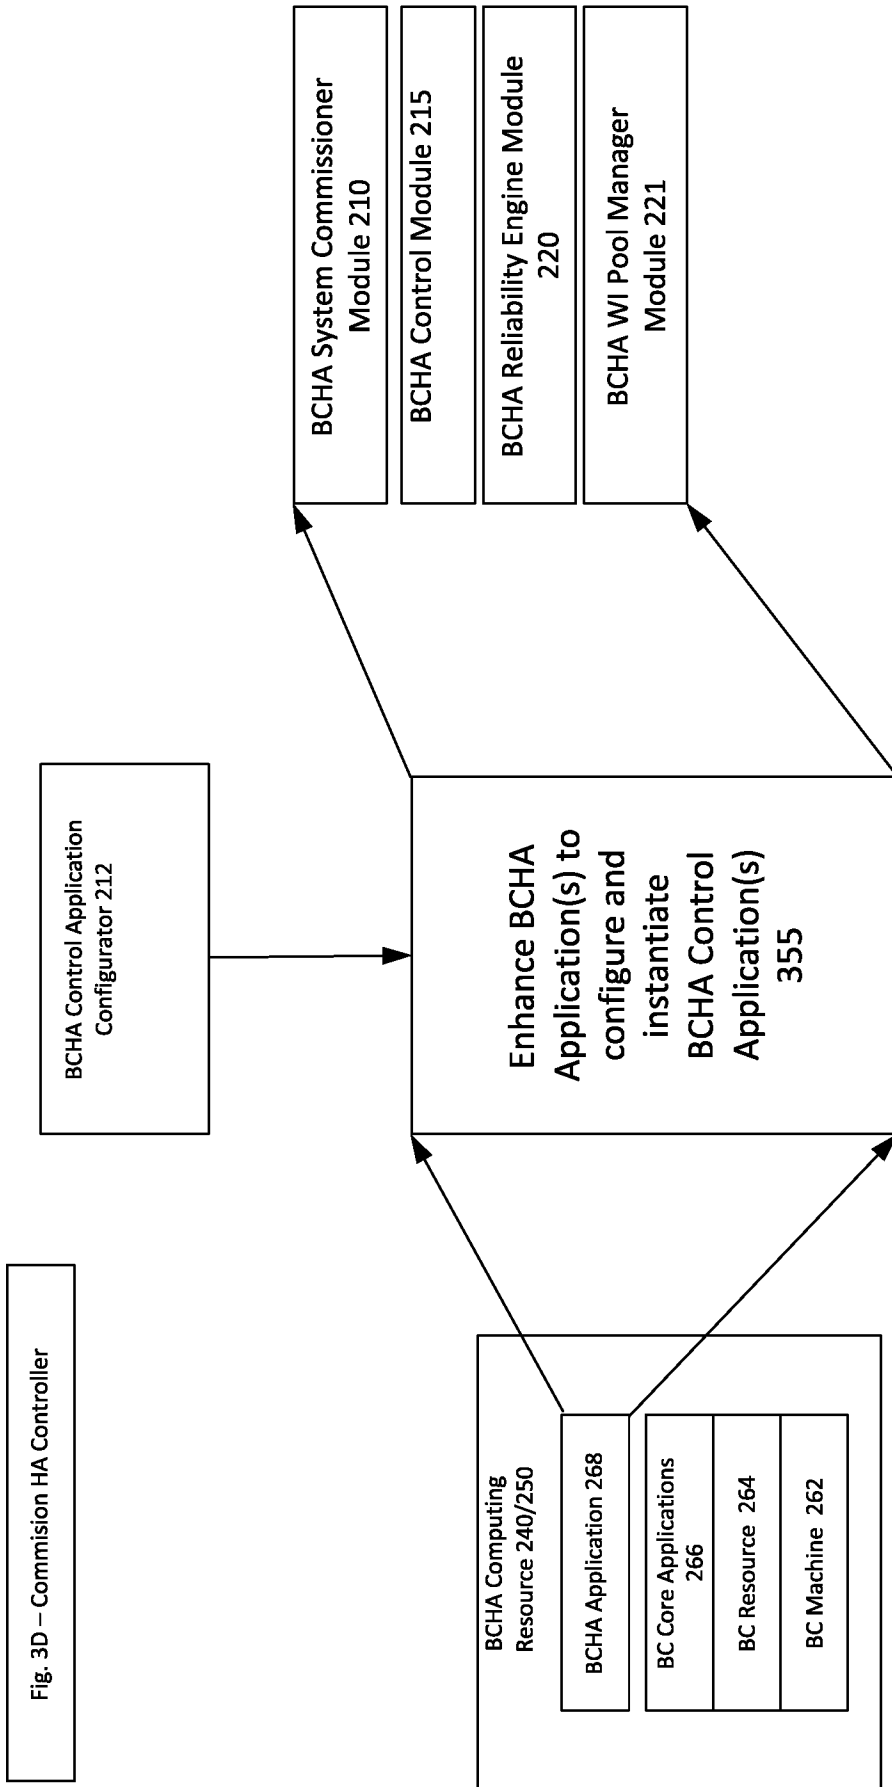 Fig. 3D – Commision HA Controller
BCHA Control Application
Configurator 212
BCHA Computing
Resource 240/250
BCHA Application 268
BC Core Applications
266
BC Resource 264
BC Machine 262
Enhance BCHA
Application(s) to
configure and
instantiate
BCHA Control
Application(s)
355
BCHA System Commissioner
Module 210
BCHA Control Module 215
BCHA Reliability Engine Module
220
BCHA WI Pool Manager
Module 221